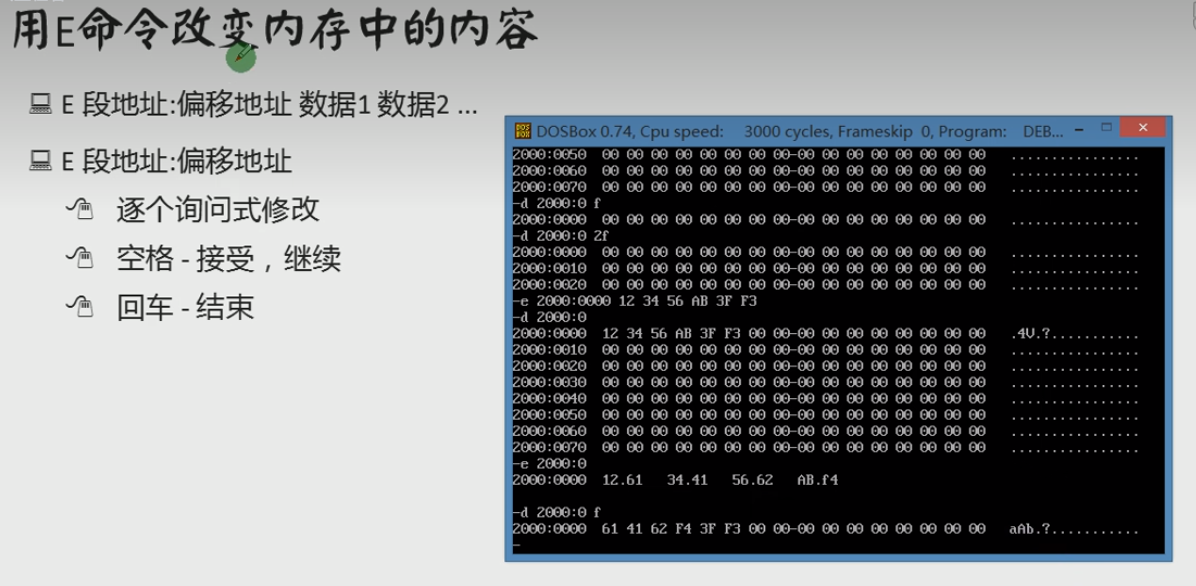 用E命令改变内存中的内容
E 段地址:偏移地址 数据1 数据2 ...
E 段地址:偏移地址
逐个询问式修改
空格 - 接受，继续
回车 - 结束
DOSBox 0.74, Cpu speed: 3000 cycles, Frameskip 0, Program: DEB...
2000:0050 00 00 00 00 00 00 00 00-00 00 00 00 00 00 00 00 ................
2000:0060 00 00 00 00 00 00 00 00-00 00 00 00 00 00 00 00 ................
2000:0070 00 00 00 00 00 00 00 00-00 00 00 00 00 00 00 00 ................
-d 2000:0 f
2000:0000 00 00 00 00 00 00 00 00-00 00 00 00 00 00 00 00 ................
-d 2000:0 2f
2000:0000 00 00 00 00 00 00 00 00-00 00 00 00 00 00 00 00 ................
2000:0010 00 00 00 00 00 00 00 00-00 00 00 00 00 00 00 00 ................
2000:0020 00 00 00 00 00 00 00 00-00 00 00 00 00 00 00 00 ................
-e 2000:0000 12 34 56 AB 3F F3
-d 2000:0
2000:0000 12 34 56 AB 3F F3 00 00-00 00 00 00 00 00 00 00 .4V.?...........
2000:0010 00 00 00 00 00 00 00 00-00 00 00 00 00 00 00 00 ................
2000:0020 00 00 00 00 00 00 00 00-00 00 00 00 00 00 00 00 ................
2000:0030 00 00 00 00 00 00 00 00-00 00 00 00 00 00 00 00 ................
2000:0040 00 00 00 00 00 00 00 00-00 00 00 00 00 00 00 00 ................
2000:0050 00 00 00 00 00 00 00 00-00 00 00 00 00 00 00 00 ................
2000:0060 00 00 00 00 00 00 00 00-00 00 00 00 00 00 00 00 ................
2000:0070 00 00 00 00 00 00 00 00-00 00 00 00 00 00 00 00 ................
-e 2000:0
2000:0000 12.61 34.41 56.62 AB.f4
-d 2000:0 f
2000:0000 61 41 62 F4 3F F3 00 00-00 00 00 00 00 00 00 00 aAb.?...........
-